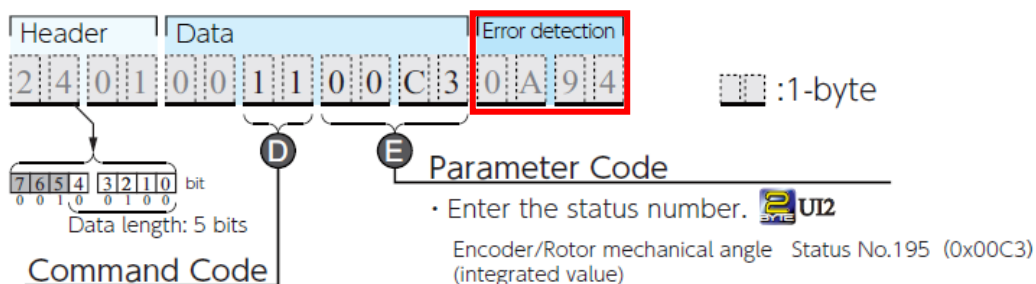 Header Data Error detection
2 4 0 1 0 0 1 1 0 0 C 3 0 A 9 4 :1-byte
D E
7 6 5 4 3 2 1 0 bit
0 0 1 0 0 1 0 0
Data length: 5 bits
Parameter Code
・Enter the status number. 2 BYTE UI2
Encoder/Rotor mechanical angle Status No.195 (0x00C3)
(integrated value)
Command Code